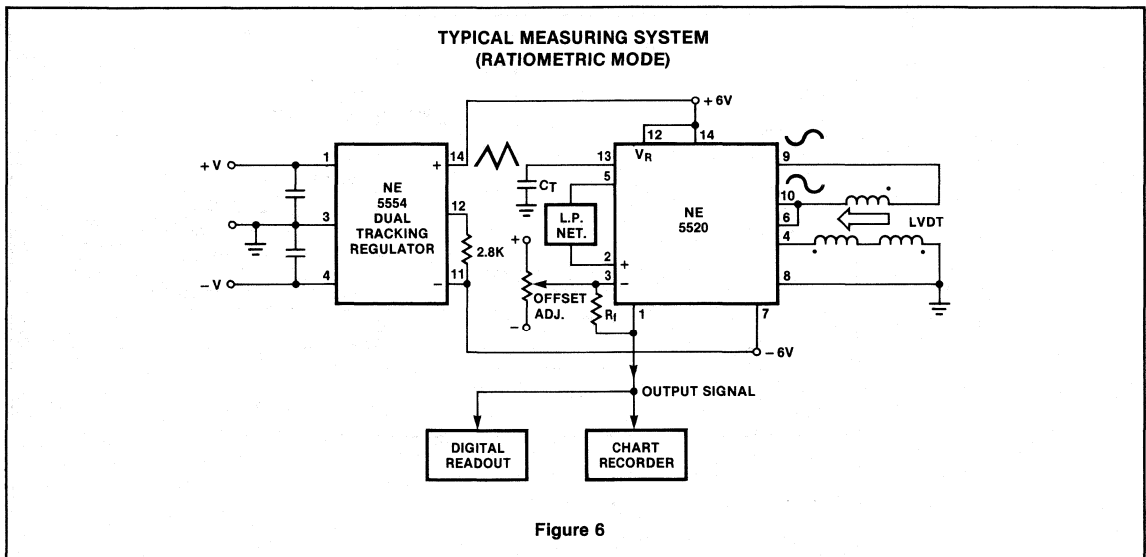 TYPICAL MEASURING SYSTEM
(RATIOMETRIC MODE)
+6V
12
14
VR
1
14
13
9
+V
+
5
CT
NE
5554
DUAL
TRACKING
REGULATOR
12
10
6
3
L.P.
NET.
NE
5520
LVDT
2.8K
4
+
2
+
-V
4
11
-
3
-
8
OFFSET
ADJ.
-
Rf
1
7
-6V
OUTPUT SIGNAL
DIGITAL
READOUT
CHART
RECORDER
Figure 6